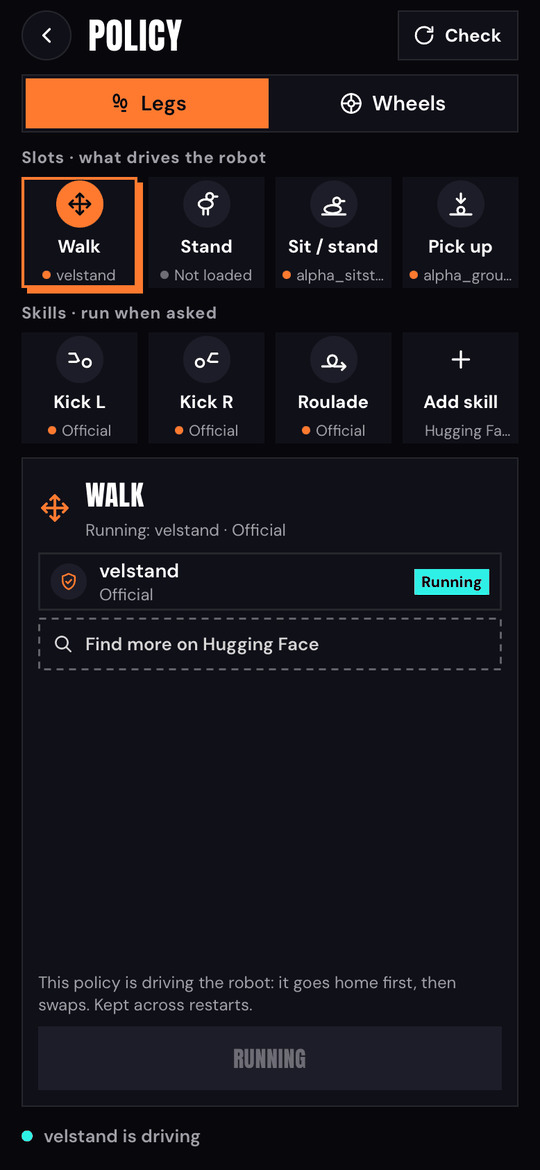 POLICY
Check
Legs
Wheels
Slots · what drives the robot
Walk
velstand
Stand
Not loaded
Sit / stand
alpha_sitst...
Pick up
alpha_grou...
Skills · run when asked
Kick L
Official
Kick R
Official
Roulade
Official
Add skill
Hugging Fa...
WALK
Running: velstand · Official
velstand
Official
Running
Find more on Hugging Face
This policy is driving the robot: it goes home first, then
swaps. Kept across restarts.
RUNNING
velstand is driving